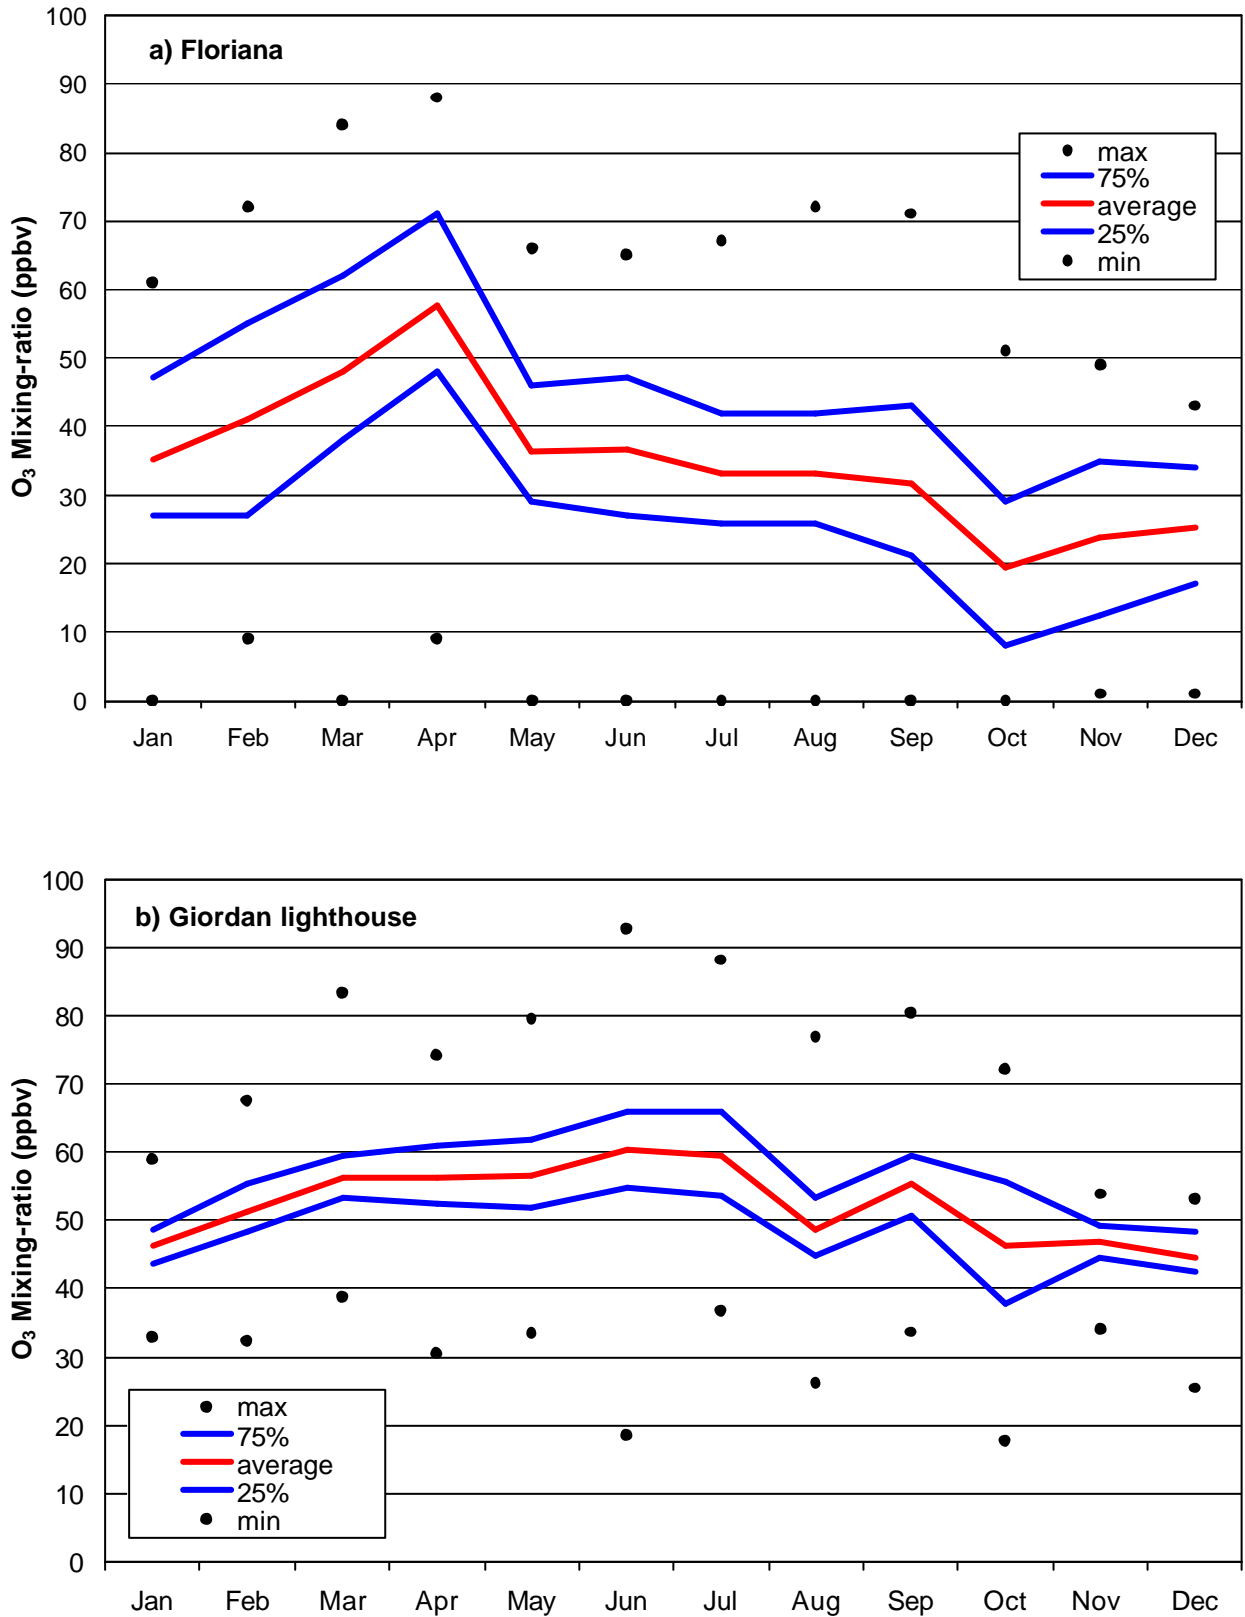 100
a) Floriana
90
80
70
60
50
40
30
20
10
0
O₃ Mixing-ratio (ppbv)
max
75%
average
25%
min
Jan Feb Mar Apr May Jun Jul Aug Sep Oct Nov Dec
100
b) Giordan lighthouse
90
80
70
60
50
40
30
20
10
0
O₃ Mixing-ratio (ppbv)
max
75%
average
25%
min
Jan Feb Mar Apr May Jun Jul Aug Sep Oct Nov Dec